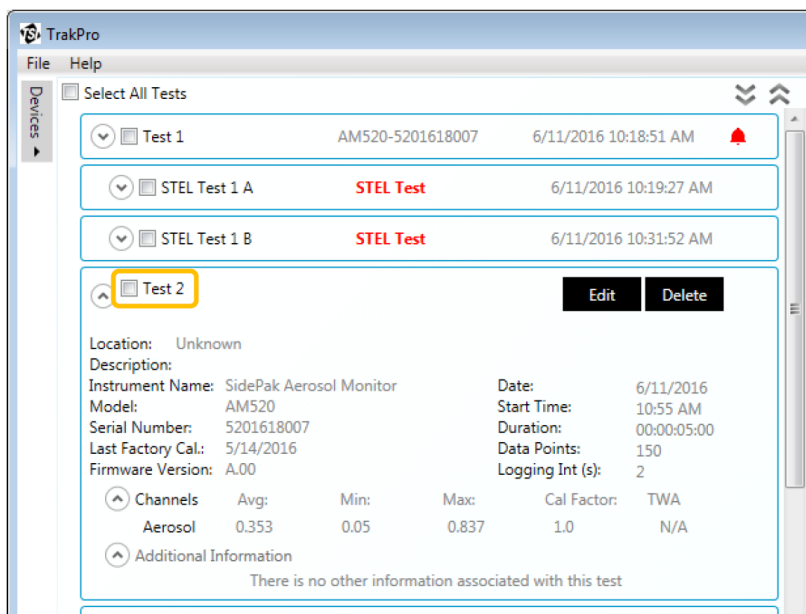 TSI TrakPro
File Help
Devices
Select All Tests
Test 1 AM520-5201618007 6/11/2016 10:18:51 AM
STEL Test 1 A STEL Test 6/11/2016 10:19:27 AM
STEL Test 1 B STEL Test 6/11/2016 10:31:52 AM
Test 2 Edit Delete
Location: Unknown
Description:
Instrument Name: SidePak Aerosol Monitor Date: 6/11/2016
Model: AM520 Start Time: 10:55 AM
Serial Number: 5201618007 Duration: 00:00:05:00
Last Factory Cal.: 5/14/2016 Data Points: 150
Firmware Version: A.00 Logging Int (s): 2
Channels Avg: Min: Max: Cal Factor: TWA
Aerosol 0.353 0.05 0.837 1.0 N/A
Additional Information
There is no other information associated with this test